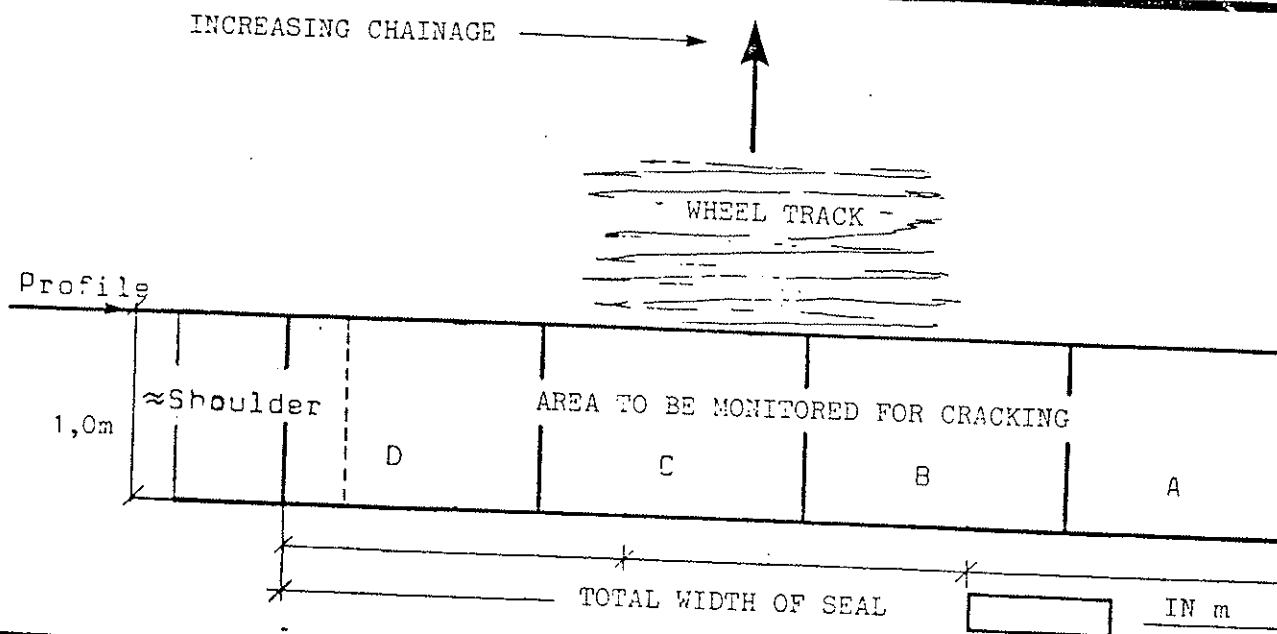 INCREASING CHAINAGE
- WHEEL TRACK -
Profile
≈Shoulder
AREA TO BE MONITORED FOR CRACKING
1,0m
D
C
B
A
TOTAL WIDTH OF SEAL
IN m